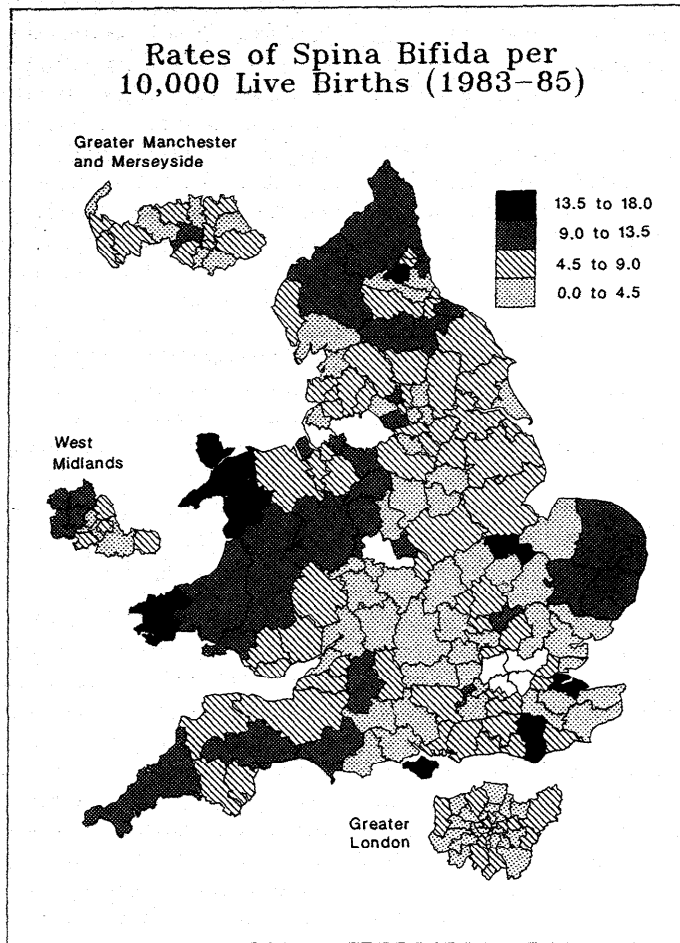 Rates of Spina Bifida per
10,000 Live Births (1983-85)
Greater Manchester
and Merseyside
13.5 to 18.0
9.0 to 13.5
4.5 to 9.0
0.0 to 4.5
West
Midlands
Greater
London